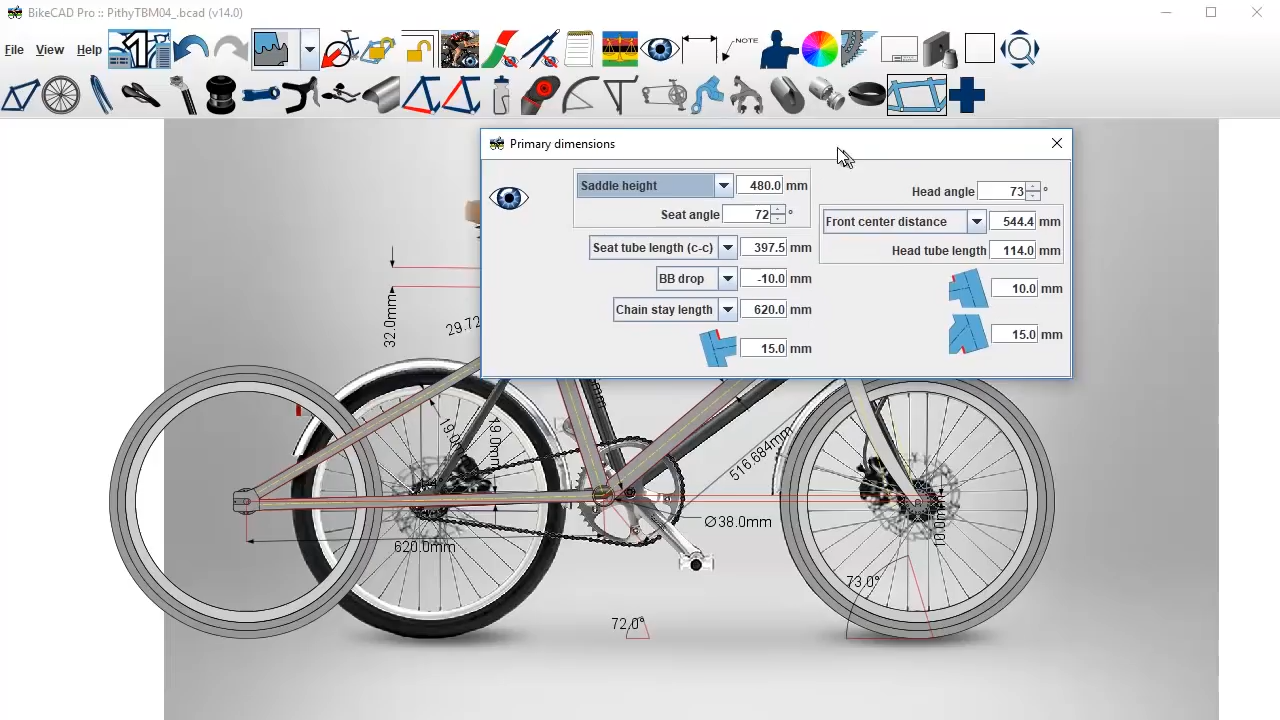 BikeCAD Pro :: PithyTBM04_.bcad (v14.0)
File View Help
NOTE
Primary dimensions
Saddle height 480.0 mm
Seat angle 72 °
Seat tube length (c-c) 397.5 mm
BB drop -10.0 mm
Chain stay length 620.0 mm
15.0 mm
Head angle 73 °
Front center distance 544.4 mm
Head tube length 114.0 mm
10.0 mm
15.0 mm
32.0mm
29.72
19.0
19.0mm
516.684mm
Ø38.0mm
10.0mm
620.0mm
73.0°
72.0°